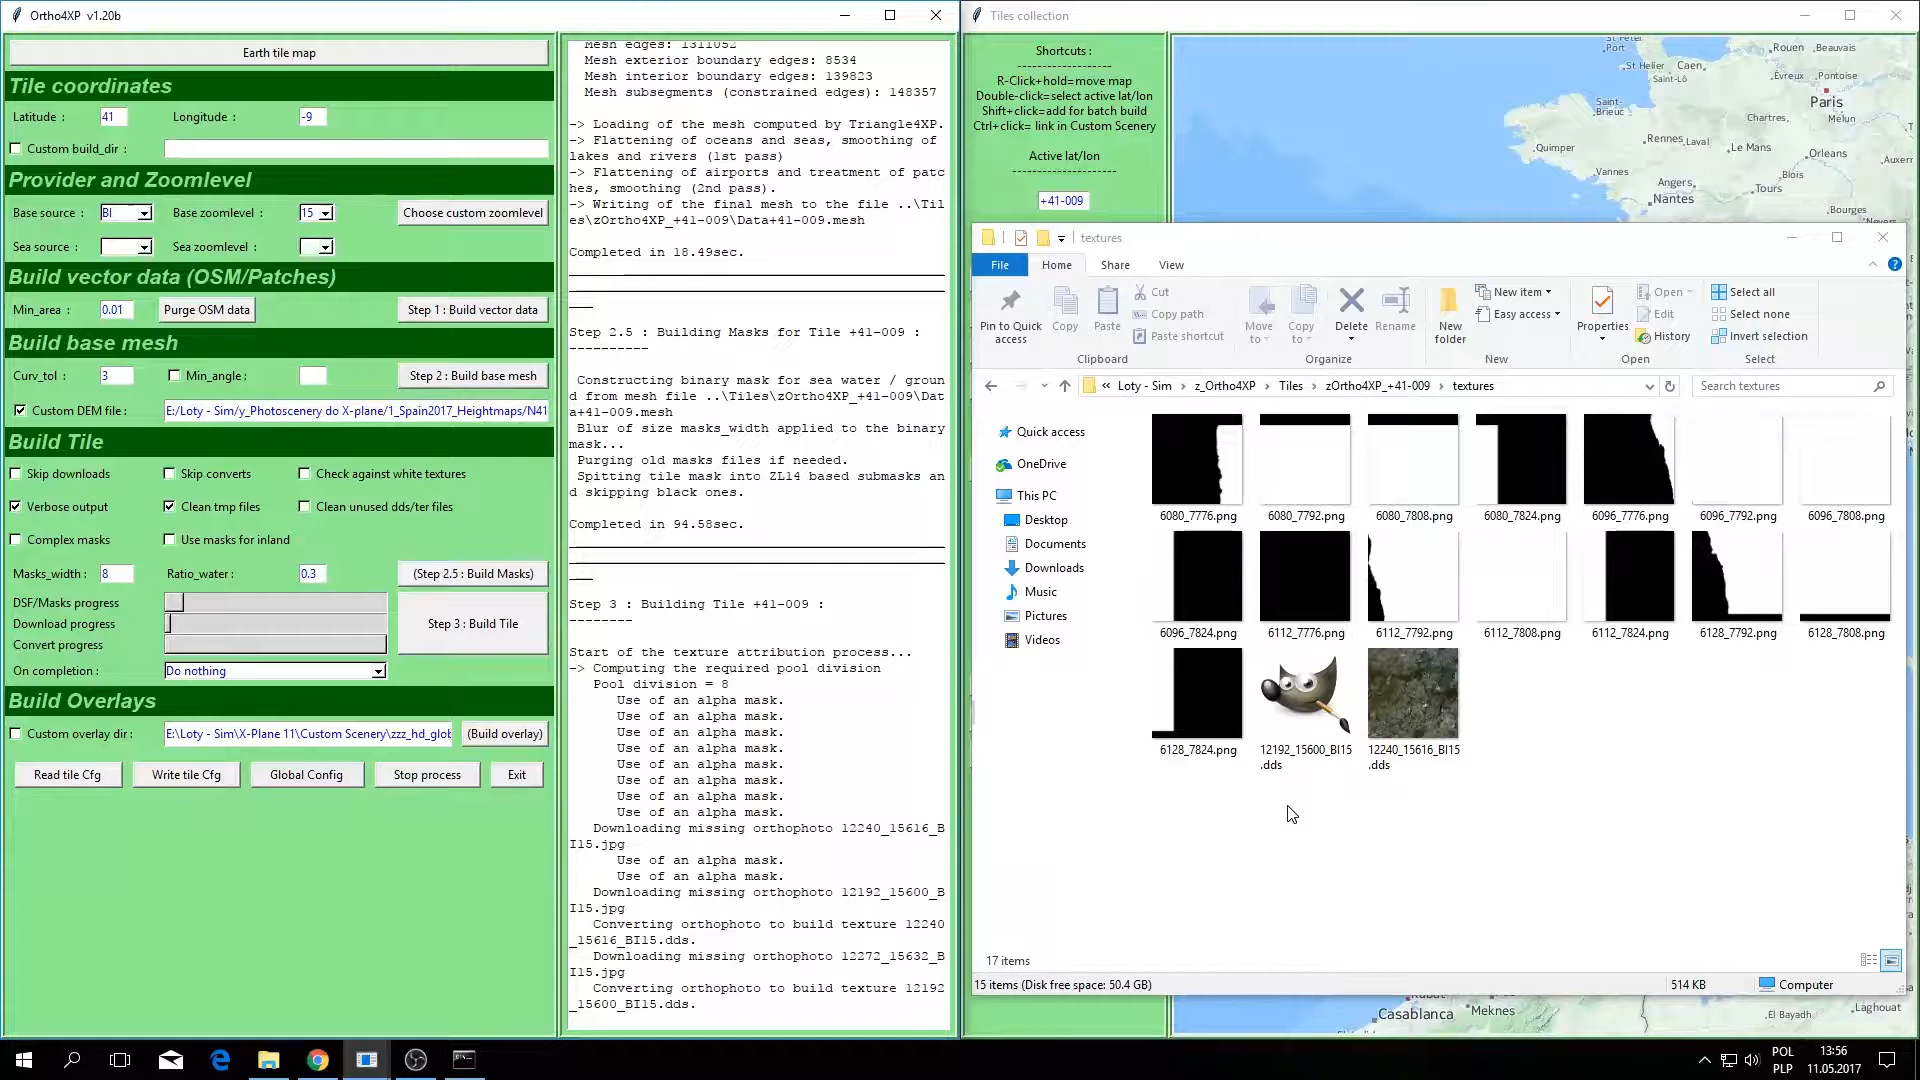 Ortho4XP v1.20b
Earth tile map
Tile coordinates
Latitude : 41 Longitude : -9
Custom build_dir :
Provider and Zoomlevel
Base source : BI Base zoomlevel : 15 Choose custom zoomlevel
Sea source : Sea zoomlevel :
Build vector data (OSM/Patches)
Min_area : 0.01 Purge OSM data Step 1 : Build vector data
Build base mesh
Curv_tol : 3 Min_angle : Step 2 : Build base mesh
Custom DEM file : E:/Loty - Sim/y_Photoscenery do X-plane/1_Spain2017_Heightmaps/N41
Build Tile
Skip downloads Skip converts Check against white textures
Verbose output Clean tmp files Clean unused dds/ter files
Complex masks Use masks for inland
Masks_width : 8 Ratio_water : 0.3 (Step 2.5 : Build Masks)
DSF/Masks progress
Download progress
Convert progress
Step 3 : Build Tile
On completion : Do nothing
Build Overlays
Custom overlay dir : E:\Loty - Sim\X-Plane 11\Custom Scenery\zzz_hd_glob (Build overlay)
Read tile Cfg Write tile Cfg Global Config Stop process Exit
Mesh edges: 1311052
Mesh exterior boundary edges: 8534
Mesh interior boundary edges: 139823
Mesh subsegments (constrained edges): 148357
-> Loading of the mesh computed by Triangle4XP.
-> Flattening of oceans and seas, smoothing of
lakes and rivers (1st pass)
-> Flattening of airports and treatment of patc
hes, smoothing (2nd pass).
-> Writing of the final mesh to the file ..\Til
es\zOrtho4XP_+41-009\Data+41-009.mesh
Completed in 18.49sec.
Step 2.5 : Building Masks for Tile +41-009 :
----------
Constructing binary mask for sea water / groun
d from mesh file ..\Tiles\zOrtho4XP_+41-009\Dat
a+41-009.mesh
Blur of size masks_width applied to the binary
mask...
Purging old masks files if needed.
Spitting tile mask into ZL14 based submasks an
d skipping black ones.
Completed in 94.58sec.
Step 3 : Building Tile +41-009 :
--------
Start of the texture attribution process...
-> Computing the required pool division
Pool division = 8
Use of an alpha mask.
Use of an alpha mask.
Use of an alpha mask.
Use of an alpha mask.
Use of an alpha mask.
Use of an alpha mask.
Use of an alpha mask.
Use of an alpha mask.
Downloading missing orthophoto 12240_15616_B
I15.jpg
Use of an alpha mask.
Use of an alpha mask.
Downloading missing orthophoto 12192_15600_B
I15.jpg
Converting orthophoto to build texture 12240
_15616_BI15.dds.
Downloading missing orthophoto 12272_15632_B
I15.jpg
Converting orthophoto to build texture 12192
_15600_BI15.dds.
Tiles collection
Shortcuts :
-------------------
R-Click+hold=move map
Double-click=select active lat/lon
Shift+click=add for batch build
Ctrl+click= link in Custom Scenery
Active lat/lon
---------------------
+41-009
St Peter Port
St Helier
Caen
Saint-Lô
Rouen
Beauvais
Évreux
Pontoise
Paris
Saint-Brieuc
Chartres
Melun
Quimper
Rennes
Laval
Le Mans
Orleans
Auxerr
Vannes
Angers
Blois
Tours
Nantes
Bourges
Never
textures
File Home Share View
Pin to Quick access
Copy
Paste
Cut
Copy path
Paste shortcut
Move to
Copy to
Delete
Rename
New folder
New item
Easy access
Properties
Open
Edit
History
Select all
Select none
Invert selection
Clipboard Organize New Open Select
« Loty - Sim > z_Ortho4XP > Tiles > zOrtho4XP_+41-009 > textures
Search textures
Quick access
OneDrive
This PC
Desktop
Documents
Downloads
Music
Pictures
Videos
6080_7776.png 6080_7792.png 6080_7808.png 6080_7824.png 6096_7776.png 6096_7792.png 6096_7808.png
6096_7824.png 6112_7776.png 6112_7792.png 6112_7808.png 6112_7824.png 6128_7792.png 6128_7808.png
6128_7824.png 12192_15600_BI15.dds 12240_15616_BI15.dds
17 items
15 items (Disk free space: 50.4 GB) 514 KB Computer
Rabat
Casablanca
Meknes
El Bayadh
Laghouat
POL
PLP
13:56
11.05.2017